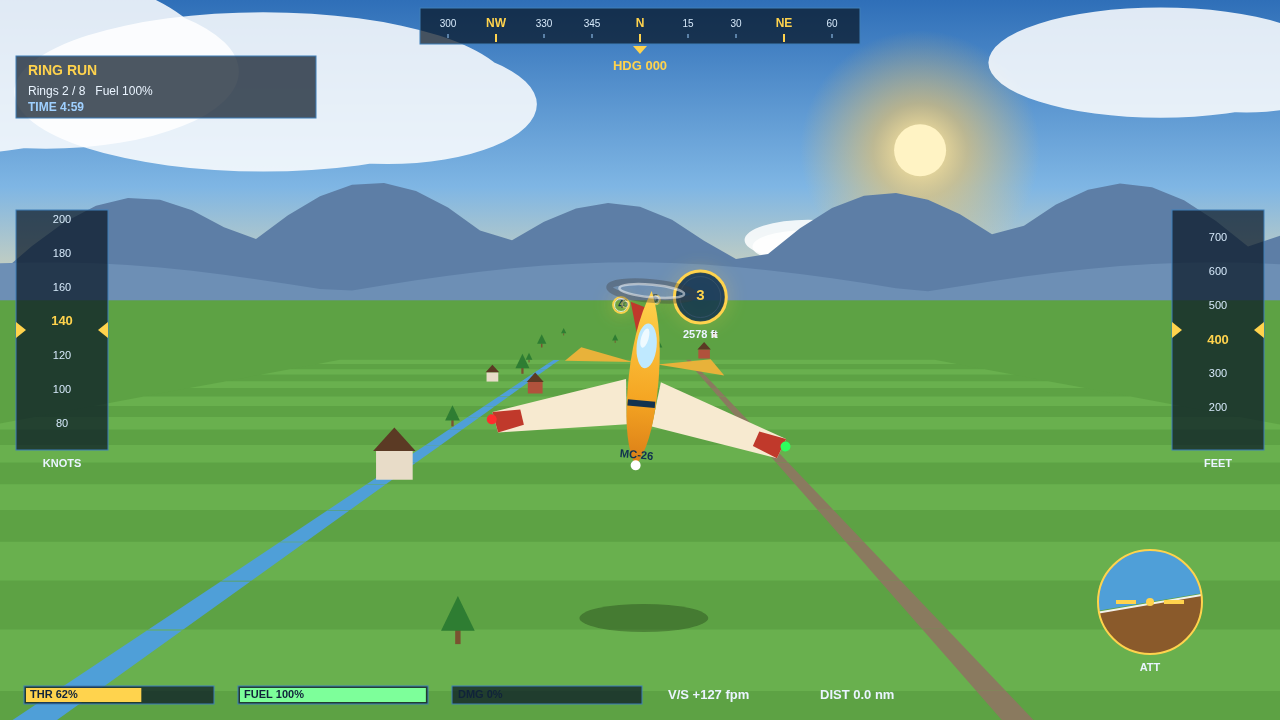 300 NW 330 345 N 15 30 NE 60
HDG 000
RING RUN
Rings 2 / 8 Fuel 100%
TIME 4:59
200
180
160
140
120
100
80
KNOTS
700
600
500
400
300
200
FEET
3
2578 ft
MC-26
ATT
THR 62%
FUEL 100%
DMG 0%
V/S +127 fpm
DIST 0.0 nm